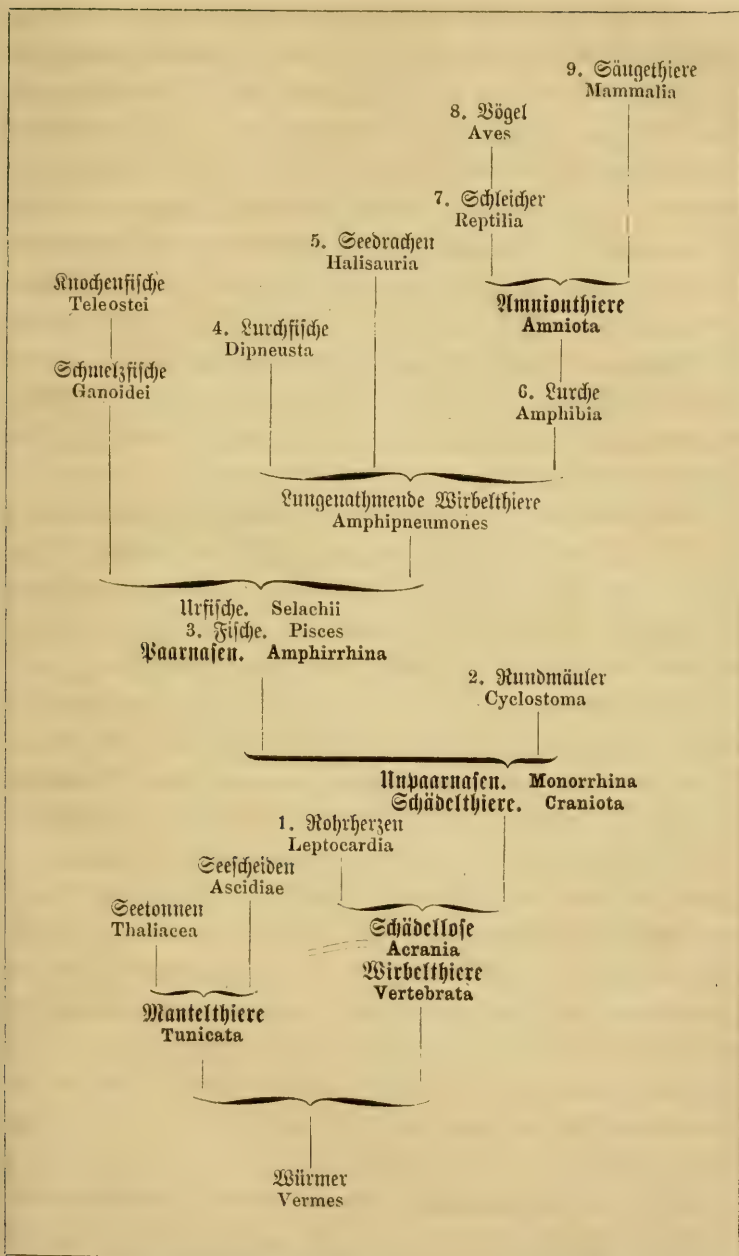 9. Säugethiere
Mammalia
8. Vögel
Aves
7. Schleicher
Reptilia
5. Seedrachen
Halisauria
Knochenfische
Teleostei
Amnionthiere
Amniota
4. Lurchfische
Dipneusta
Schmelzfische
Ganoidei
6. Lurche
Amphibia
Lungenathmende Wirbelthiere
Amphipneumones
Urfische. Selachii
3. Fische. Pisces
Paarnasen. Amphirrhina
2. Rundmäuler
Cyclostoma
Unpaarnasen. Monorrhina
Schädelthiere. Craniota
1. Rohrherzen
Leptocardia
Seescheiden
Ascidiae
Seetonnen
Thaliacea
Schädellose
Acrania
Wirbelthiere
Vertebrata
Mantelthiere
Tunicata
Würmer
Vermes